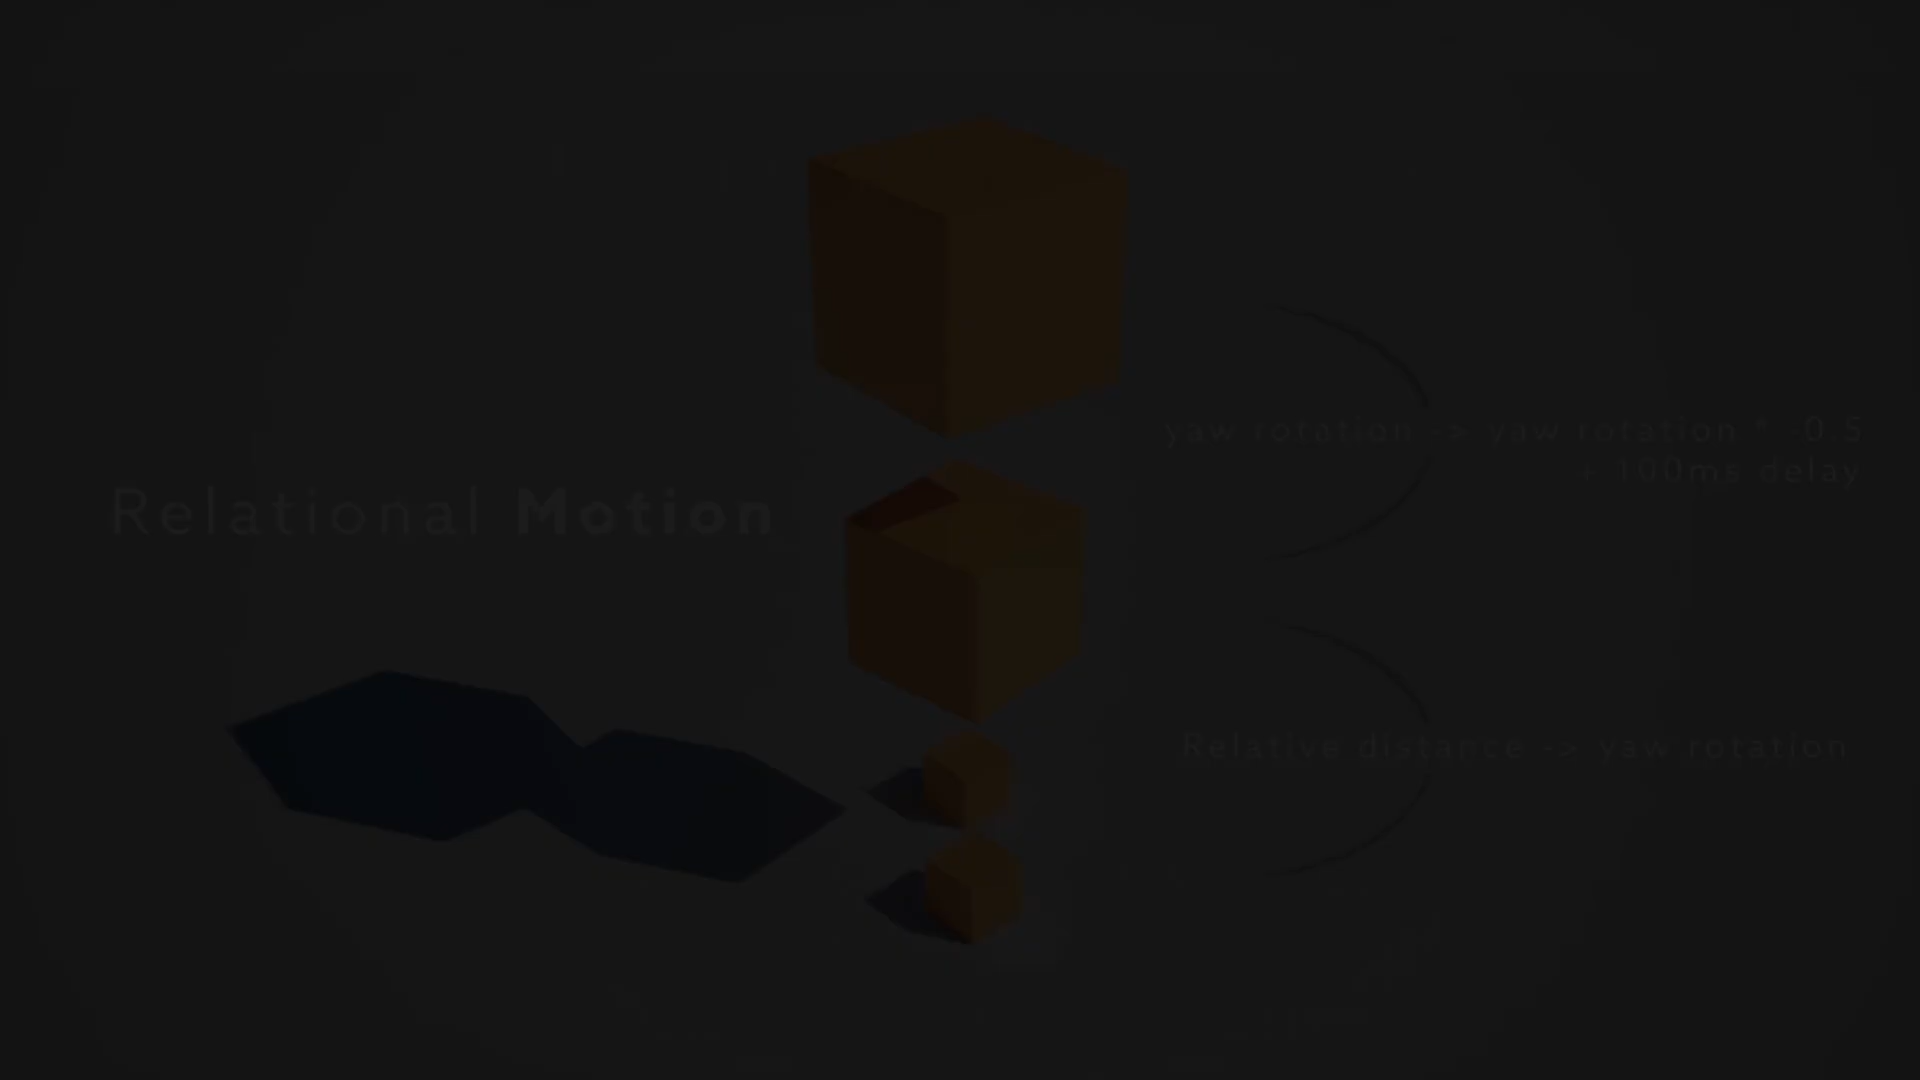 Relational Motion
yaw rotation -> yaw rotation * -0.5
+ 100ms delay
Relative distance -> yaw rotation